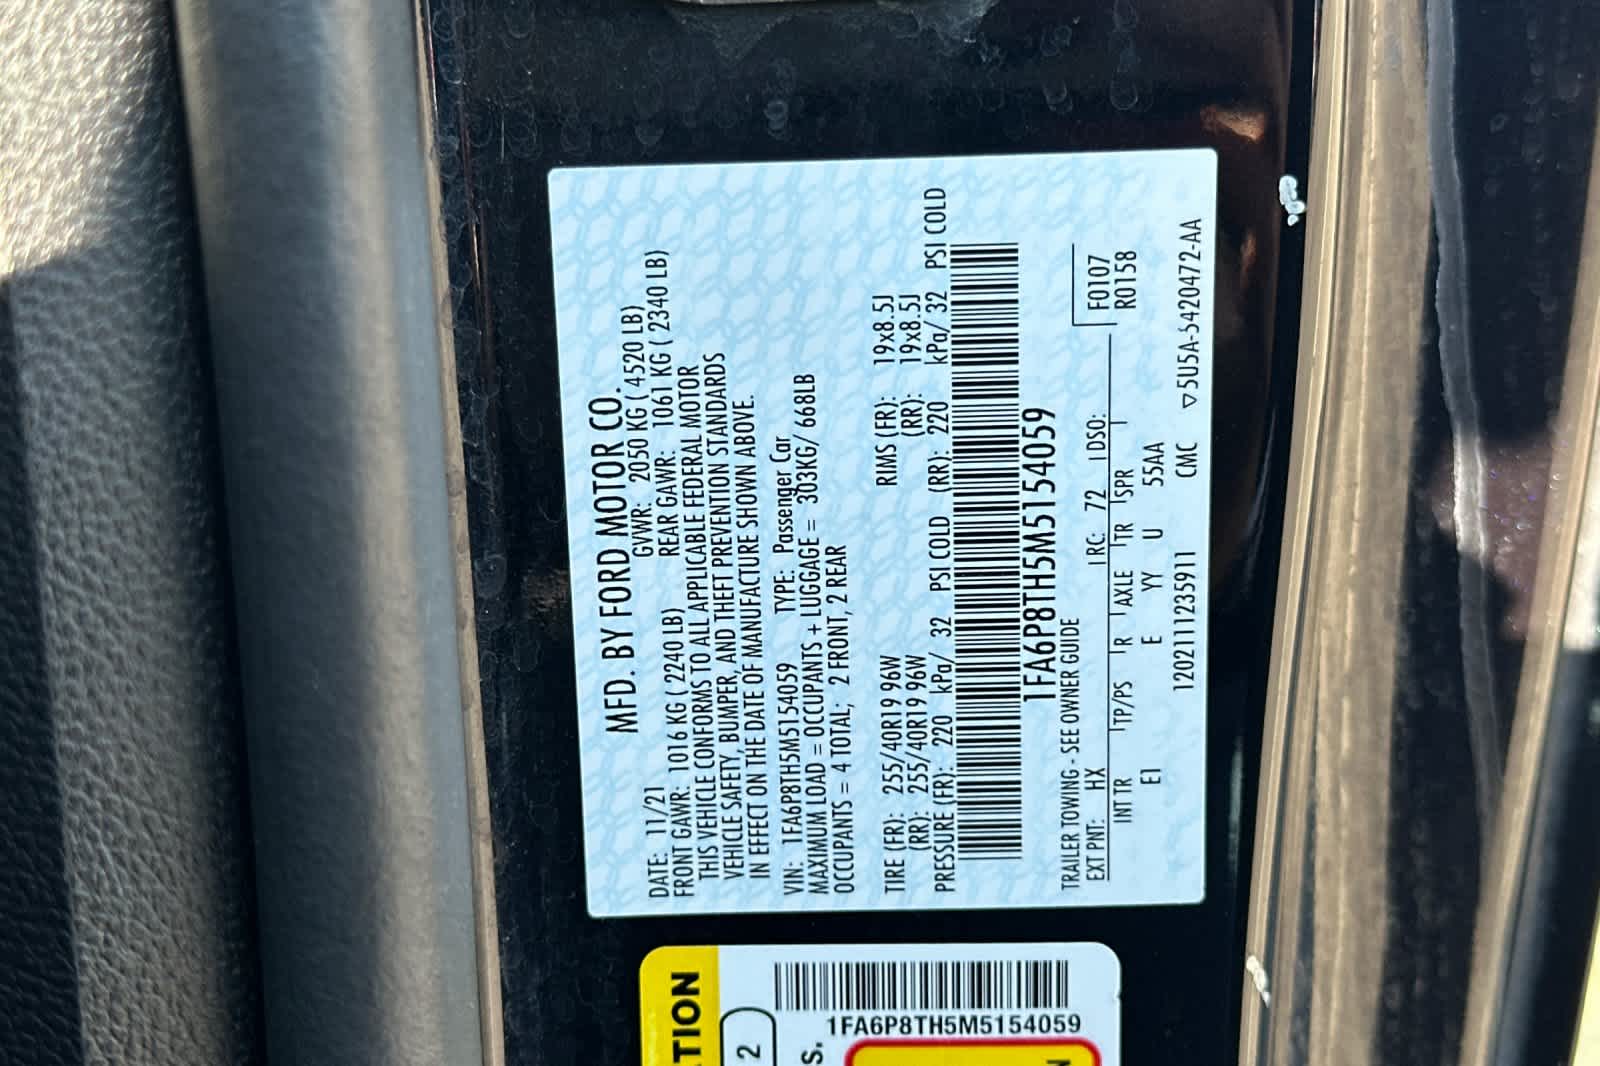 MFD. BY FORD MOTOR CO.
DATE: 11/21 GVWR: 2050 KG ( 4520 LB)
FRONT GAWR: 1016 KG ( 2240 LB) REAR GAWR: 1061 KG ( 2340 LB)
THIS VEHICLE CONFORMS TO ALL APPLICABLE FEDERAL MOTOR
VEHICLE SAFETY, BUMPER, AND THEFT PREVENTION STANDARDS
IN EFFECT ON THE DATE OF MANUFACTURE SHOWN ABOVE.
VIN: 1FA6P8TH5M5154059 TYPE: Passenger Car
MAXIMUM LOAD = OCCUPANTS + LUGGAGE = 303KG/ 668LB
OCCUPANTS = 4 TOTAL; 2 FRONT, 2 REAR
TIRE (FR): 255/40R19 96W RIMS (FR): 19x8.5J
(RR): 255/40R19 96W (RR): 19x8.5J
PRESSURE (FR): 220 kPa/ 32 PSI COLD (RR): 220 kPa/ 32 PSI COLD
1FA6P8TH5M5154059
TRAILER TOWING - SEE OWNER GUIDE F0107
EXT PNT: HX RC: 72 DSO: R0158
INT TR TP/PS R AXLE TR SPR
E1 E YY U 55AA
12021111235911 CMC ▽5U5A-5420472-AA
TION
2
1FA6P8TH5M5154059
S.
N